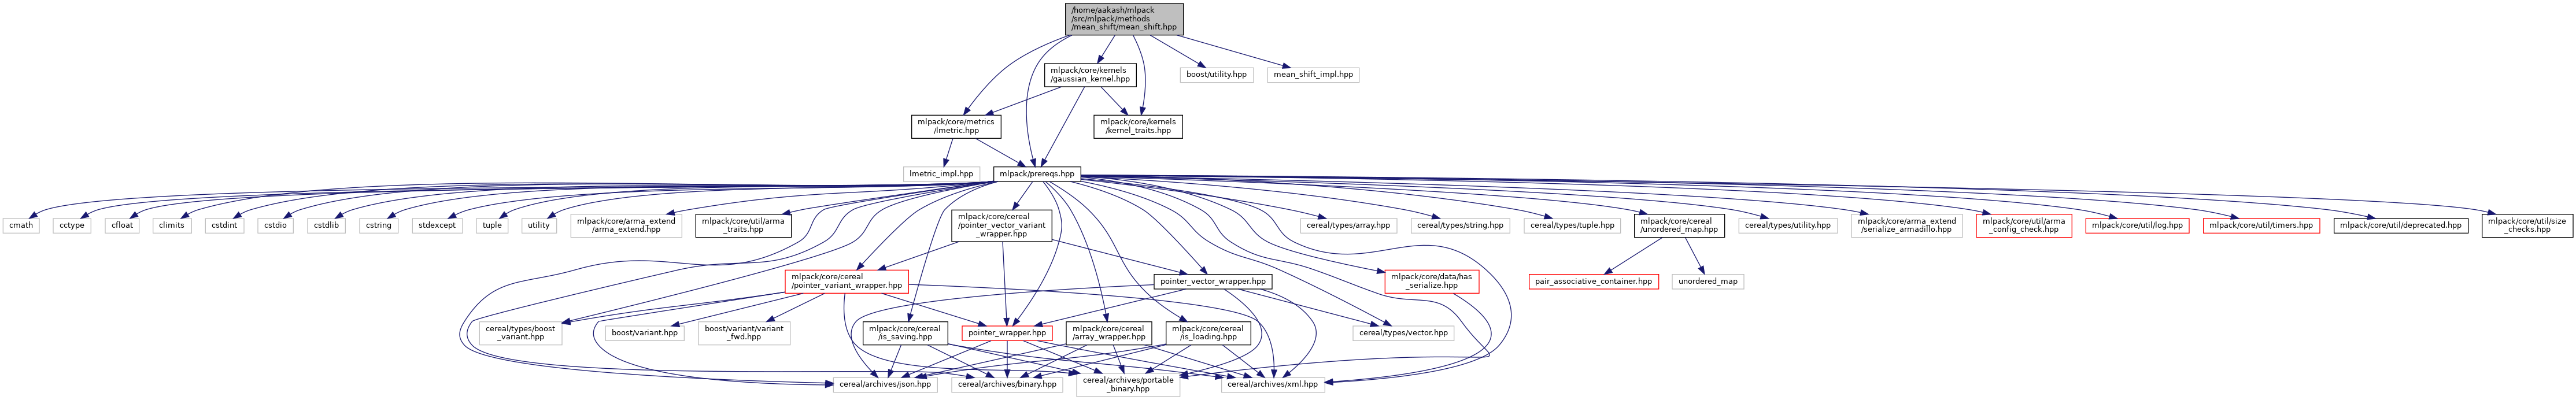 /home/aakash/mlpack
/src/mlpack/methods
/mean_shift/mean_shift.hpp
mlpack/core/kernels
/gaussian_kernel.hpp
boost/utility.hpp
mean_shift_impl.hpp
mlpack/core/metrics
/lmetric.hpp
mlpack/core/kernels
/kernel_traits.hpp
lmetric_impl.hpp
mlpack/prereqs.hpp
cmath
cctype
cfloat
climits
cstdint
cstdio
cstdlib
cstring
stdexcept
tuple
utility
mlpack/core/arma_extend
/arma_extend.hpp
mlpack/core/util/arma
_traits.hpp
mlpack/core/cereal
/pointer_vector_variant
_wrapper.hpp
cereal/types/array.hpp
cereal/types/string.hpp
cereal/types/tuple.hpp
mlpack/core/cereal
/unordered_map.hpp
cereal/types/utility.hpp
mlpack/core/arma_extend
/serialize_armadillo.hpp
mlpack/core/util/arma
_config_check.hpp
mlpack/core/util/log.hpp
mlpack/core/util/timers.hpp
mlpack/core/util/deprecated.hpp
mlpack/core/util/size
_checks.hpp
mlpack/core/cereal
/pointer_variant_wrapper.hpp
pointer_vector_wrapper.hpp
mlpack/core/data/has
_serialize.hpp
pair_associative_container.hpp
unordered_map
cereal/types/boost
_variant.hpp
boost/variant.hpp
boost/variant/variant
_fwd.hpp
mlpack/core/cereal
/is_saving.hpp
pointer_wrapper.hpp
mlpack/core/cereal
/array_wrapper.hpp
mlpack/core/cereal
/is_loading.hpp
cereal/types/vector.hpp
cereal/archives/json.hpp
cereal/archives/binary.hpp
cereal/archives/portable
_binary.hpp
cereal/archives/xml.hpp